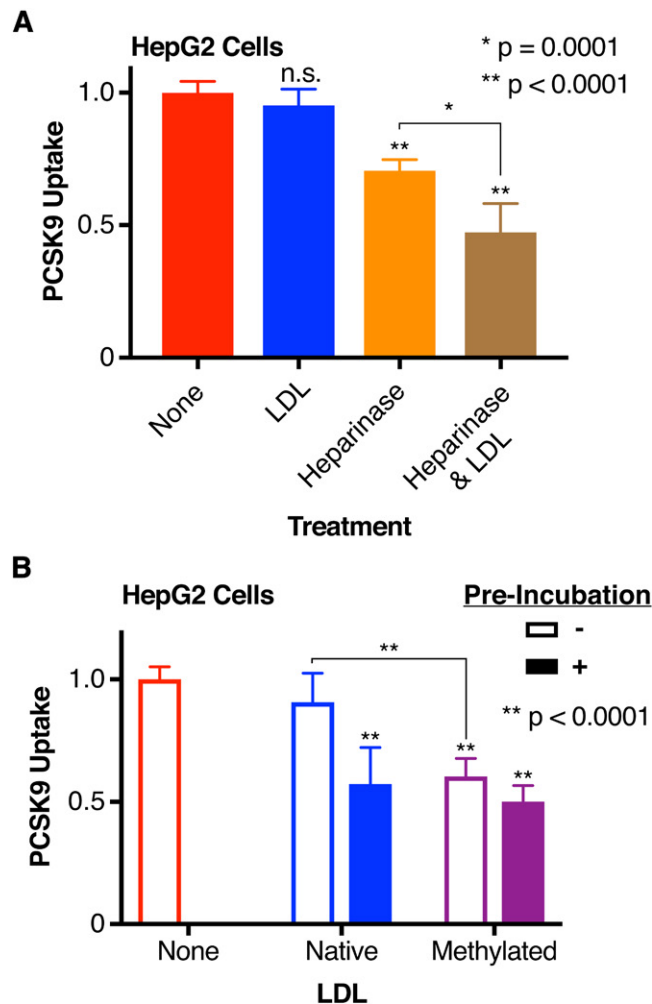 A
HepG2 Cells
* p = 0.0001
** p < 0.0001
n.s.
*
**
**
1.0
0.5
0
PCSK9 Uptake
None
LDL
Heparinase
Heparinase
& LDL
Treatment
B
HepG2 Cells
Pre-Incubation
-
+
** p < 0.0001
**
**
**
**
1.0
0.5
0
PCSK9 Uptake
None
Native
Methylated
LDL